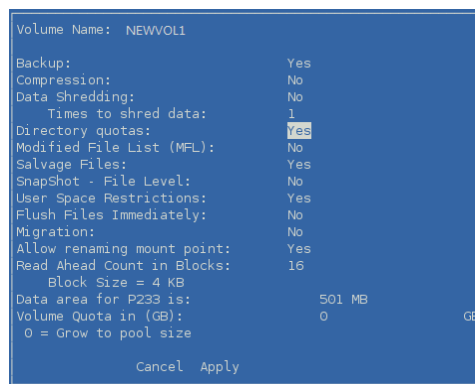 Volume Name: NEWVOL1
Backup: Yes
Compression: No
Data Shredding: No
Times to shred data: 1
Directory quotas: Yes
Modified File List (MFL): No
Salvage Files: Yes
SnapShot - File Level: No
User Space Restrictions: Yes
Flush Files Immediately: No
Migration: No
Allow renaming mount point: Yes
Read Ahead Count in Blocks: 16
Block Size = 4 KB
Data area for P233 is: 501 MB
Volume Quota in (GB): 0 GB
0 = Grow to pool size
Cancel Apply